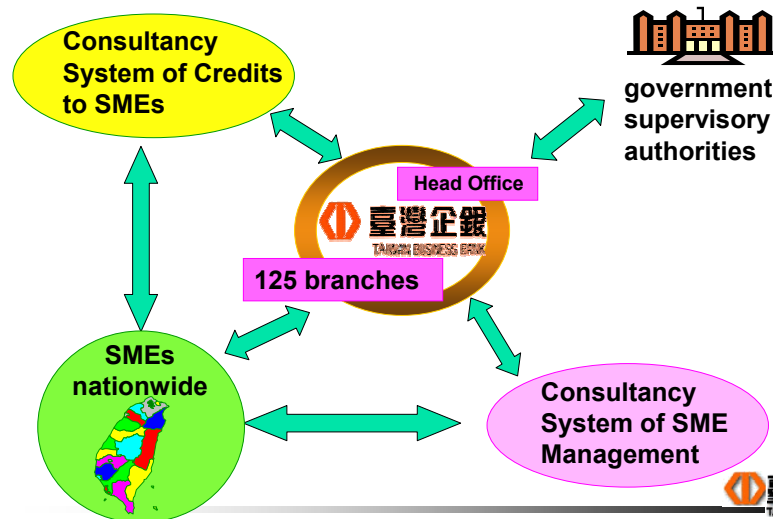 Consultancy
System of Credits
to SMEs
government
supervisory
authorities
Head Office
臺灣企銀
TAIWAN BUSINESS BANK
125 branches
SMEs
nationwide
Consultancy
System of SME
Management